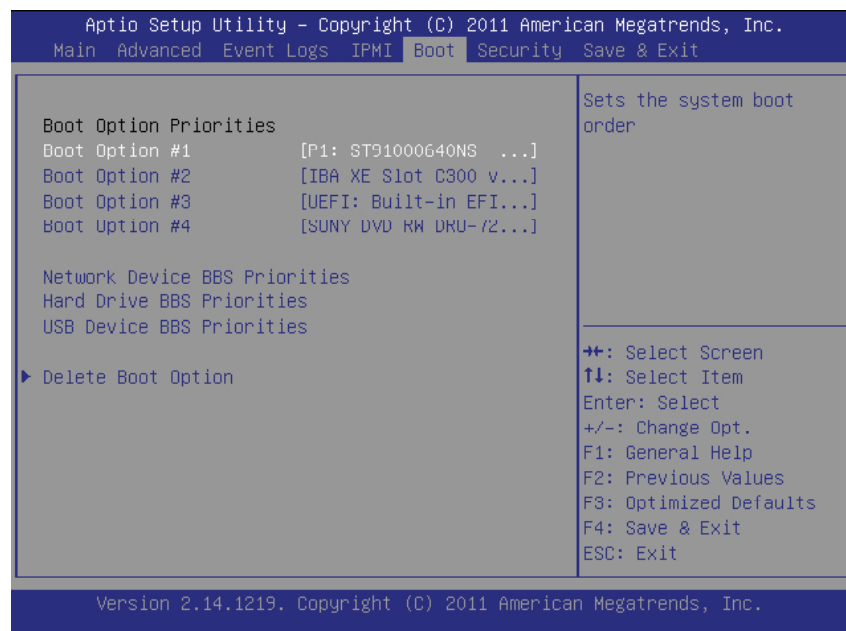 Aptio Setup Utility – Copyright (C) 2011 American Megatrends, Inc.
Main Advanced Event Logs IPMI Boot Security Save & Exit
Boot Option Priorities
Boot Option #1 [P1: ST91000640NS ...]
Boot Option #2 [IBA XE Slot C300 v...]
Boot Option #3 [UEFI: Built-in EFI...]
Boot Option #4 [SONY DVD RW DRU-72...]
Network Device BBS Priorities
Hard Drive BBS Priorities
USB Device BBS Priorities
Delete Boot Option
Sets the system boot
order
→←: Select Screen
↑↓: Select Item
Enter: Select
+/-: Change Opt.
F1: General Help
F2: Previous Values
F3: Optimized Defaults
F4: Save & Exit
ESC: Exit
Version 2.14.1219. Copyright (C) 2011 American Megatrends, Inc.